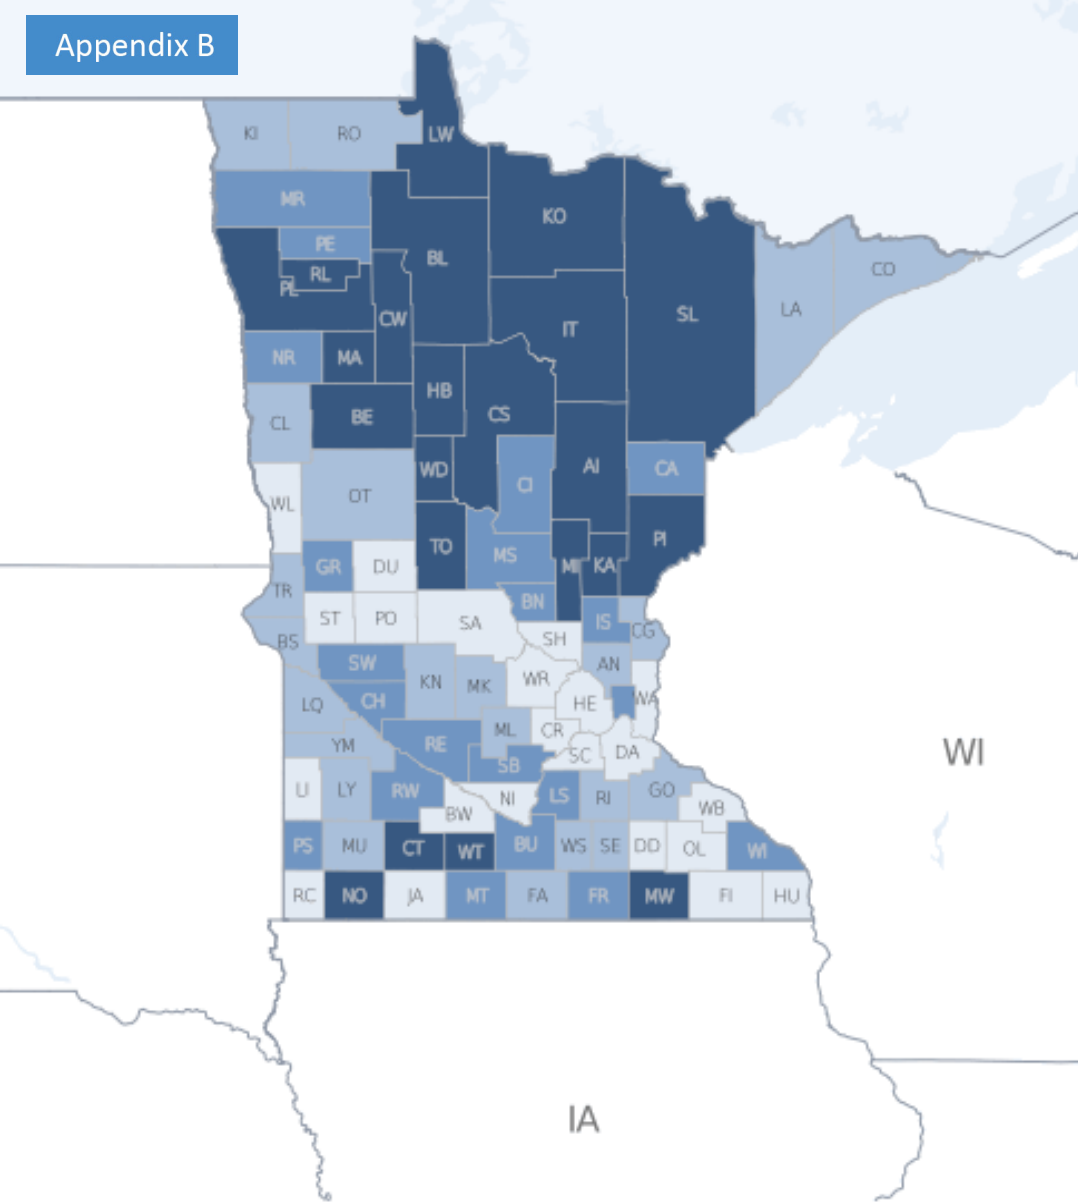 Appendix B
KI
RO
LW
MR
KO
PE
BL
CO
RL
PL
LA
CW
SL
IT
NR
MA
HB
CS
BE
CL
WD
AI
CA
CI
OT
WL
TO
PI
MS
GR
DU
MI
KA
TR
BN
ST
PO
SA
IS
CG
SH
BS
SW
AN
WR
KN
MK
WA
CH
HE
LQ
ML
CR
YM
RE
DA
SC
WI
SB
U
LY
RW
NI
LS
RI
GO
BW
WB
PS
MU
CT
WT
BU
WS
SE
DD
OL
WI
RC
NO
JA
MT
FA
FR
MW
FI
HU
IA